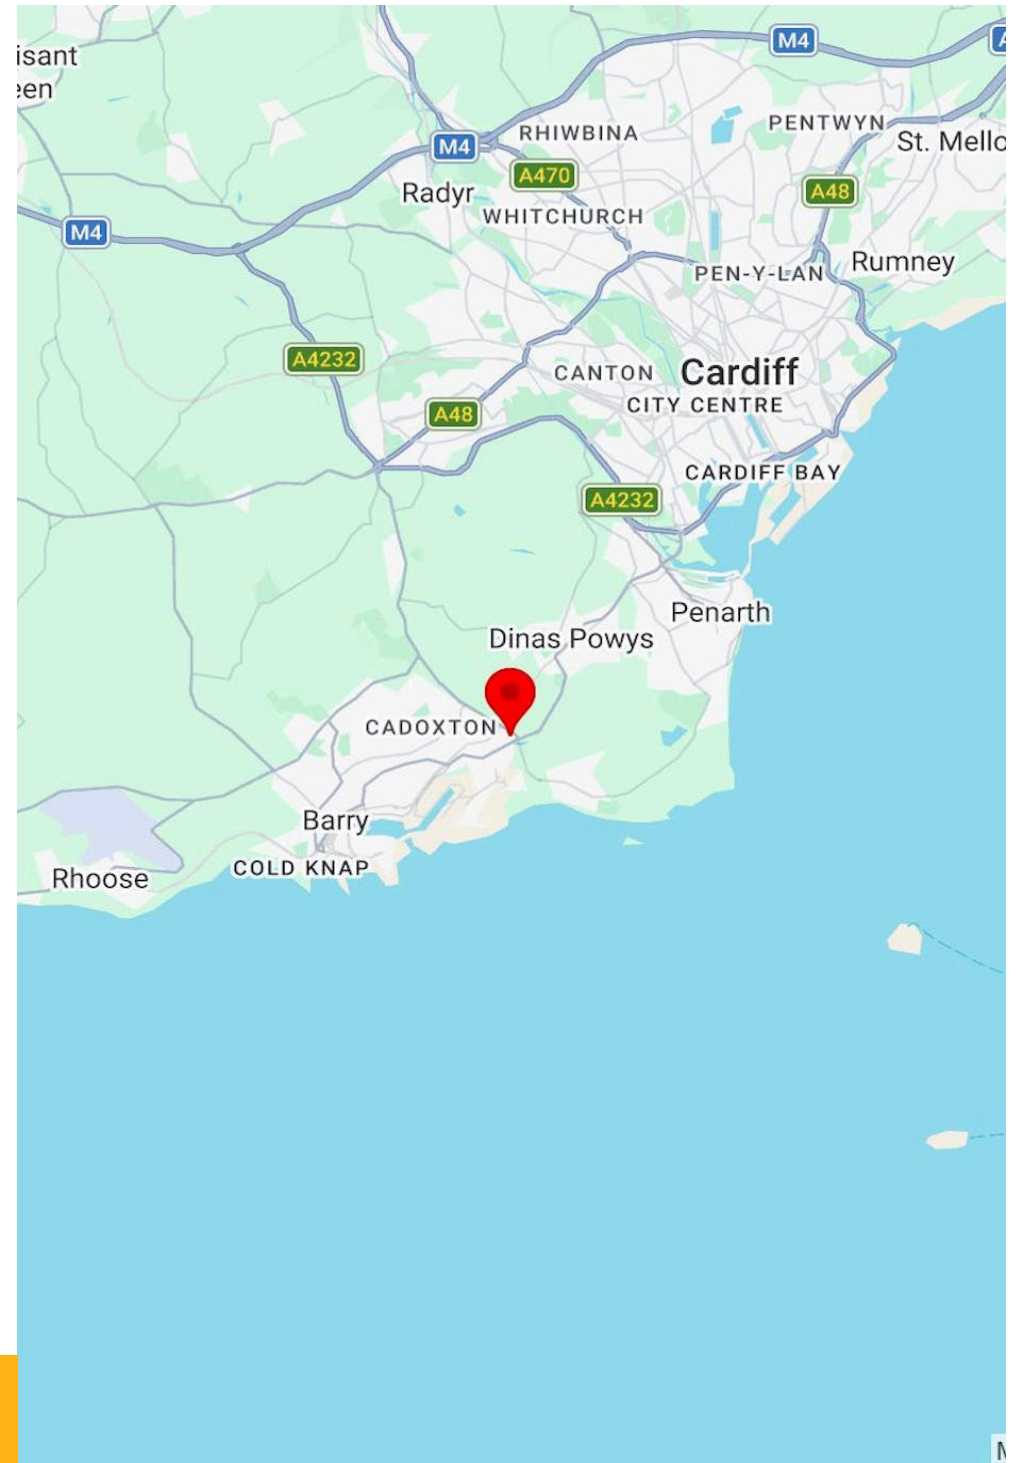 M4
A
isant
een
RHIWBINA
PENTWYN
St. Mello
M4
A470
A48
Radyr
WHITCHURCH
M4
PEN-Y-LAN
Rumney
A4232
CANTON
Cardiff
CITY CENTRE
A48
CARDIFF BAY
A4232
Penarth
Dinas Powys
CADOXTON
Barry
COLD KNAP
Rhoose